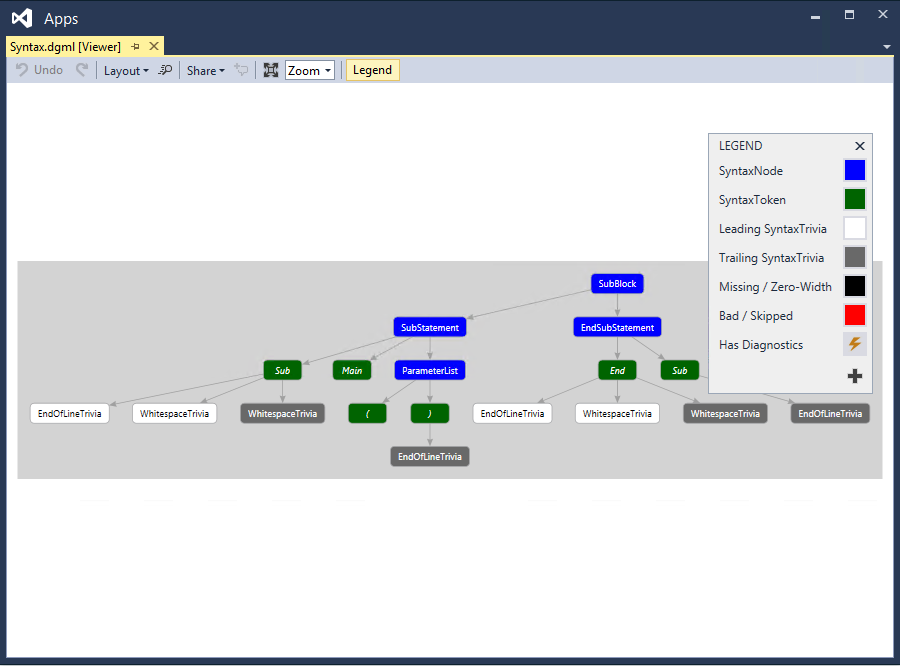 Apps
Syntax.dgml [Viewer]
Undo Layout Share Zoom Legend
LEGEND
SyntaxNode
SyntaxToken
Leading SyntaxTrivia
Trailing SyntaxTrivia
Missing / Zero-Width
Bad / Skipped
Has Diagnostics
SubBlock
SubStatement EndSubStatement
Sub Main ParameterList End Sub
EndOfLineTrivia WhitespaceTrivia WhitespaceTrivia ( ) EndOfLineTrivia WhitespaceTrivia WhitespaceTrivia EndOfLineTrivia
EndOfLineTrivia